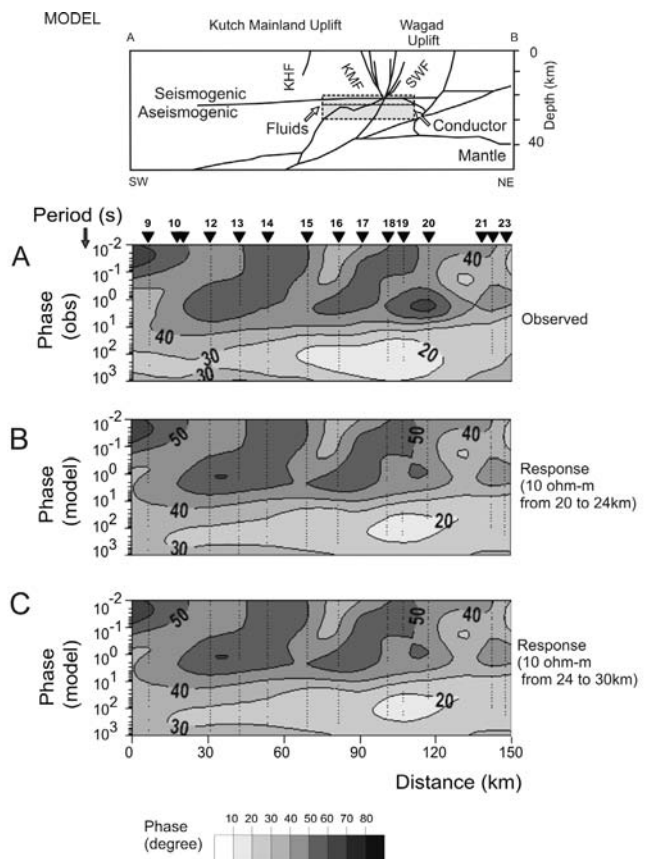 MODEL
Kutch Mainland Uplift
Wagad
Uplift
A
B
KHF
KMF
SWF
0
40
Depth (km)
Seismogenic
Aseismogenic
Fluids
Conductor
Mantle
SW
NE
Period (s)
9 10 12 13 14 15 16 17 18 19 20 21 23
A
Phase
(obs)
10-2
10-1
100
101
102
103
40
40
30
30
20
Observed
B
Phase
(model)
10-2
10-1
100
101
102
103
50
50
40
40
30
20
Response
(10 ohm-m
from 20 to 24km)
C
Phase
(model)
10-2
10-1
100
101
102
103
50
50
40
40
30
20
Response
(10 ohm-m
from 24 to 30km)
0 30 60 90 120 150
Distance (km)
Phase
(degree)
10 20 30 40 50 60 70 80